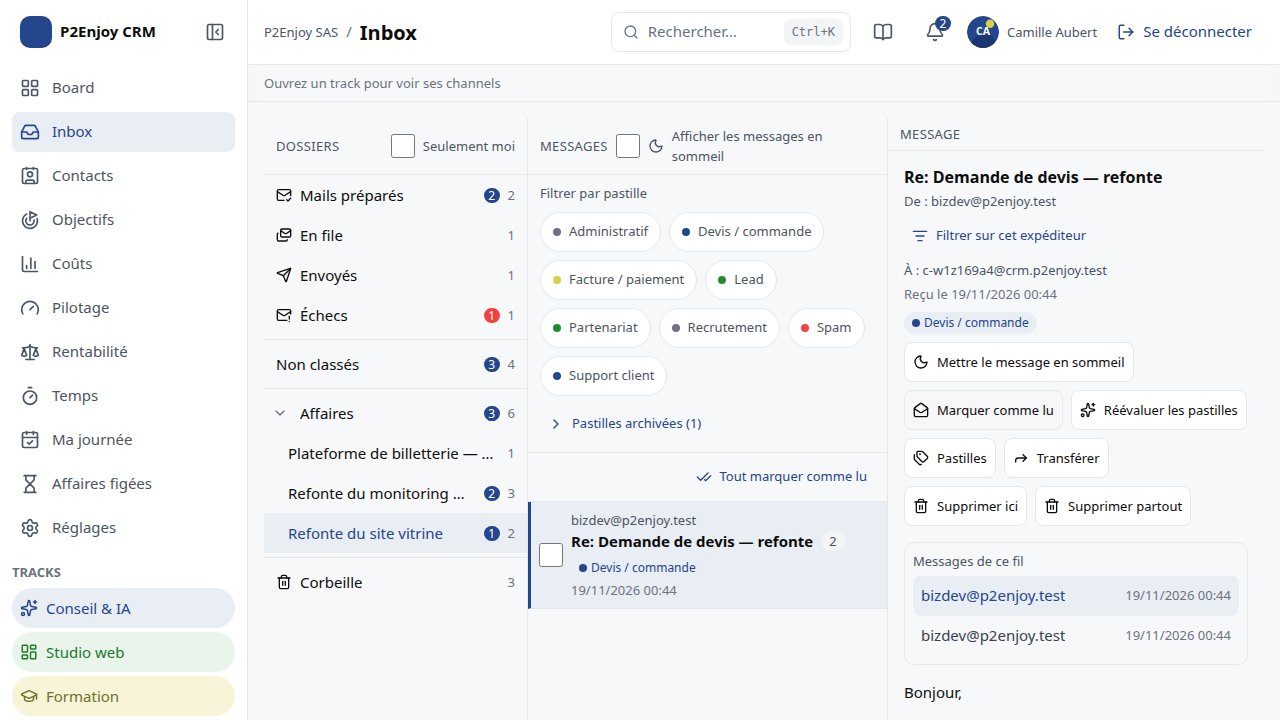 P2Enjoy CRM
Board
Inbox
Contacts
Objectifs
Coûts
Pilotage
Rentabilité
Temps
Ma journée
Affaires figées
Réglages
TRACKS
Conseil & IA
Studio web
Formation
P2Enjoy SAS / Inbox
Rechercher... Ctrl+K
2
CA Camille Aubert
Se déconnecter
Ouvrez un track pour voir ses channels
DOSSIERS Seulement moi
Mails préparés 2 2
En file 1
Envoyés 1
Échecs 1 1
Non classés 3 4
Affaires 3 6
Plateforme de billetterie — ... 1
Refonte du monitoring ... 2 3
Refonte du site vitrine 1 2
Corbeille 3
MESSAGES Afficher les messages en
sommeil
Filtrer par pastille
Administratif Devis / commande
Facture / paiement Lead
Partenariat Recrutement Spam
Support client
Pastilles archivées (1)
Tout marquer comme lu
bizdev@p2enjoy.test
Re: Demande de devis — refonte 2
Devis / commande
19/11/2026 00:44
MESSAGE
Re: Demande de devis — refonte
De : bizdev@p2enjoy.test
Filtrer sur cet expéditeur
À : c-w1z169a4@crm.p2enjoy.test
Reçu le 19/11/2026 00:44
Devis / commande
Mettre le message en sommeil
Marquer comme lu Réévaluer les pastilles
Pastilles Transférer
Supprimer ici Supprimer partout
Messages de ce fil
bizdev@p2enjoy.test 19/11/2026 00:44
bizdev@p2enjoy.test 19/11/2026 00:44
Bonjour,